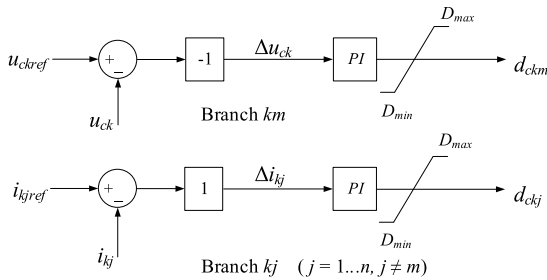 D_max
u_ckref + − -1 Δu_ck PI d_ckm
D_min
u_ck
Branch km
D_max
i_kjref + − 1 Δi_kj PI d_ckj
D_min
i_kj
Branch kj ( j = 1...n, j ≠ m)